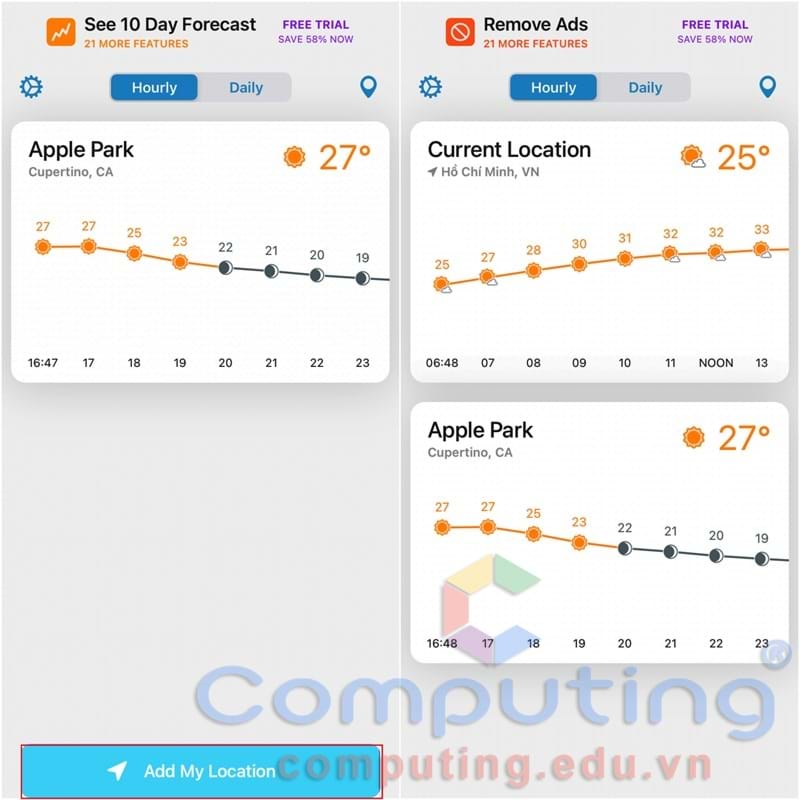 See 10 Day Forecast
21 MORE FEATURES
FREE TRIAL
SAVE 58% NOW
Hourly Daily
Apple Park
Cupertino, CA
27°
27 27 25 23 22 21 20 19
16:47 17 18 19 20 21 22 23
Add My Location
Remove Ads
21 MORE FEATURES
FREE TRIAL
SAVE 58% NOW
Hourly Daily
Current Location
Hồ Chí Minh, VN
25°
25 27 28 30 31 32 32 33
06:48 07 08 09 10 11 NOON 13
Apple Park
Cupertino, CA
27°
27 27 25 23 22 21 20 19
16:48 17 18 19 20 21 22 23
Computing®
computing.edu.vn